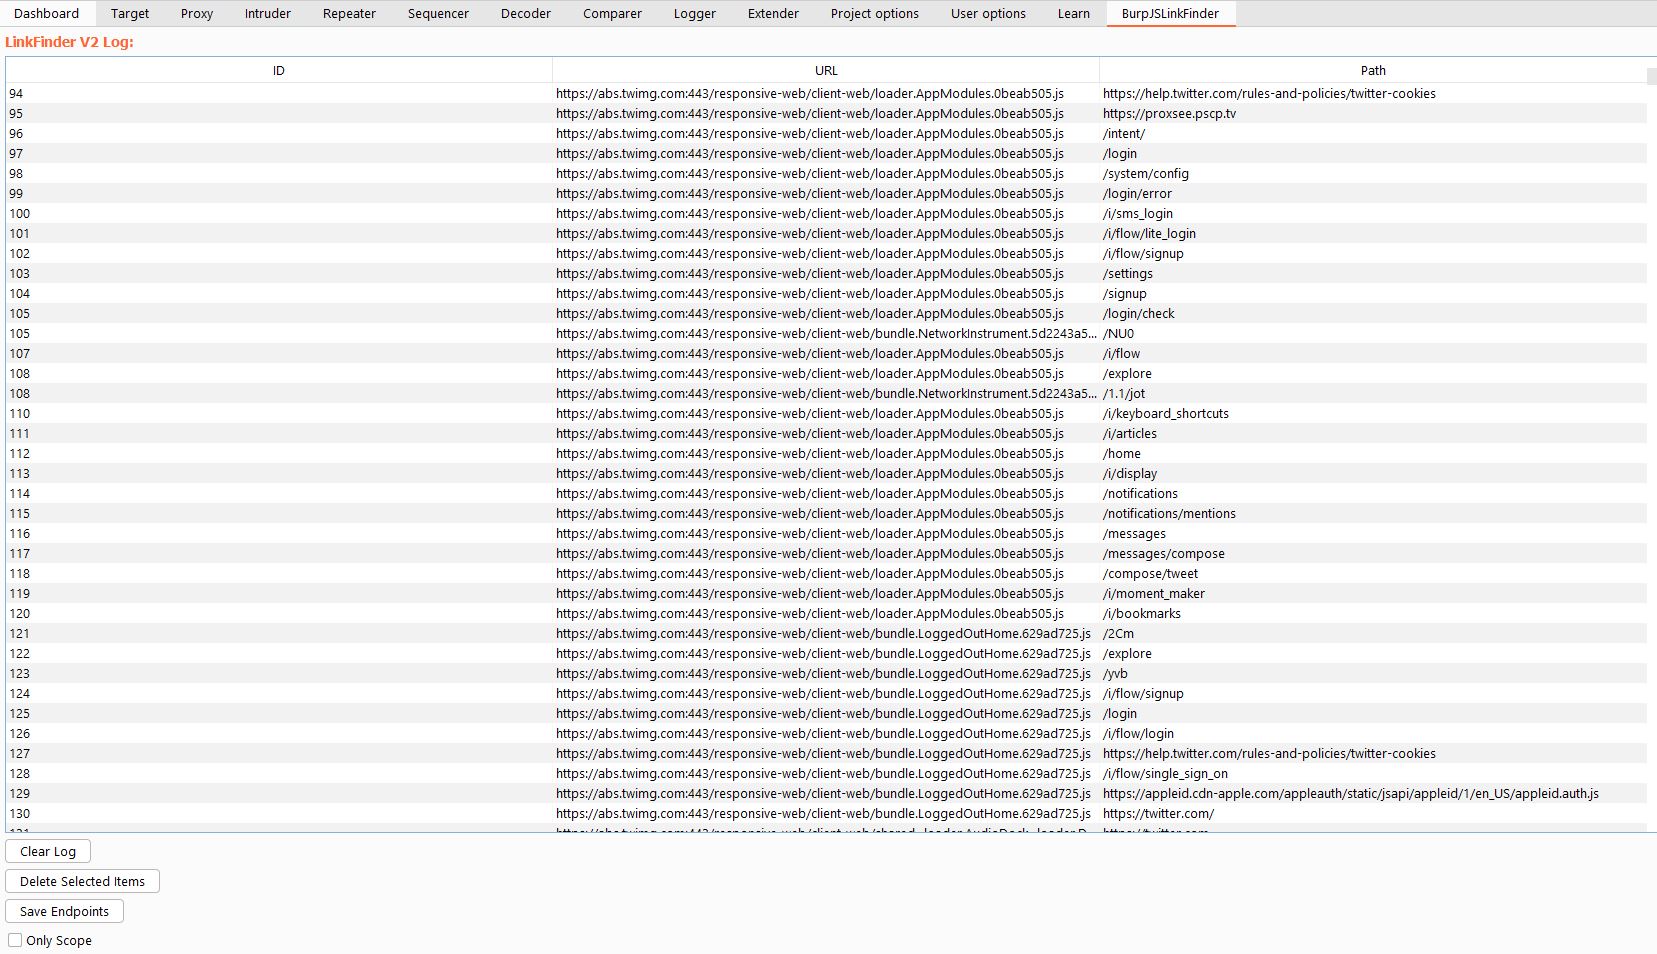 Dashboard Target Proxy Intruder Repeater Sequencer Decoder Comparer Logger Extender Project options User options Learn BurpJSLinkFinder
LinkFinder V2 Log:
ID URL Path
94 https://abs.twimg.com:443/responsive-web/client-web/loader.AppModules.0beab505.js https://help.twitter.com/rules-and-policies/twitter-cookies
95 https://abs.twimg.com:443/responsive-web/client-web/loader.AppModules.0beab505.js https://proxsee.pscp.tv
96 https://abs.twimg.com:443/responsive-web/client-web/loader.AppModules.0beab505.js /intent/
97 https://abs.twimg.com:443/responsive-web/client-web/loader.AppModules.0beab505.js /login
98 https://abs.twimg.com:443/responsive-web/client-web/loader.AppModules.0beab505.js /system/config
99 https://abs.twimg.com:443/responsive-web/client-web/loader.AppModules.0beab505.js /login/error
100 https://abs.twimg.com:443/responsive-web/client-web/loader.AppModules.0beab505.js /i/sms_login
101 https://abs.twimg.com:443/responsive-web/client-web/loader.AppModules.0beab505.js /i/flow/lite_login
102 https://abs.twimg.com:443/responsive-web/client-web/loader.AppModules.0beab505.js /i/flow/signup
103 https://abs.twimg.com:443/responsive-web/client-web/loader.AppModules.0beab505.js /settings
104 https://abs.twimg.com:443/responsive-web/client-web/loader.AppModules.0beab505.js /signup
105 https://abs.twimg.com:443/responsive-web/client-web/loader.AppModules.0beab505.js /login/check
105 https://abs.twimg.com:443/responsive-web/client-web/bundle.NetworkInstrument.5d2243a5... /NU0
107 https://abs.twimg.com:443/responsive-web/client-web/loader.AppModules.0beab505.js /i/flow
108 https://abs.twimg.com:443/responsive-web/client-web/loader.AppModules.0beab505.js /explore
108 https://abs.twimg.com:443/responsive-web/client-web/bundle.NetworkInstrument.5d2243a5... /1.1/jot
110 https://abs.twimg.com:443/responsive-web/client-web/loader.AppModules.0beab505.js /i/keyboard_shortcuts
111 https://abs.twimg.com:443/responsive-web/client-web/loader.AppModules.0beab505.js /i/articles
112 https://abs.twimg.com:443/responsive-web/client-web/loader.AppModules.0beab505.js /home
113 https://abs.twimg.com:443/responsive-web/client-web/loader.AppModules.0beab505.js /i/display
114 https://abs.twimg.com:443/responsive-web/client-web/loader.AppModules.0beab505.js /notifications
115 https://abs.twimg.com:443/responsive-web/client-web/loader.AppModules.0beab505.js /notifications/mentions
116 https://abs.twimg.com:443/responsive-web/client-web/loader.AppModules.0beab505.js /messages
117 https://abs.twimg.com:443/responsive-web/client-web/loader.AppModules.0beab505.js /messages/compose
118 https://abs.twimg.com:443/responsive-web/client-web/loader.AppModules.0beab505.js /compose/tweet
119 https://abs.twimg.com:443/responsive-web/client-web/loader.AppModules.0beab505.js /i/moment_maker
120 https://abs.twimg.com:443/responsive-web/client-web/loader.AppModules.0beab505.js /i/bookmarks
121 https://abs.twimg.com:443/responsive-web/client-web/bundle.LoggedOutHome.629ad725.js /2Cm
122 https://abs.twimg.com:443/responsive-web/client-web/bundle.LoggedOutHome.629ad725.js /explore
123 https://abs.twimg.com:443/responsive-web/client-web/bundle.LoggedOutHome.629ad725.js /yvb
124 https://abs.twimg.com:443/responsive-web/client-web/bundle.LoggedOutHome.629ad725.js /i/flow/signup
125 https://abs.twimg.com:443/responsive-web/client-web/bundle.LoggedOutHome.629ad725.js /login
126 https://abs.twimg.com:443/responsive-web/client-web/bundle.LoggedOutHome.629ad725.js /i/flow/login
127 https://abs.twimg.com:443/responsive-web/client-web/bundle.LoggedOutHome.629ad725.js https://help.twitter.com/rules-and-policies/twitter-cookies
128 https://abs.twimg.com:443/responsive-web/client-web/bundle.LoggedOutHome.629ad725.js /i/flow/single_sign_on
129 https://abs.twimg.com:443/responsive-web/client-web/bundle.LoggedOutHome.629ad725.js https://appleid.cdn-apple.com/appleauth/static/jsapi/appleid/1/en_US/appleid.auth.js
130 https://abs.twimg.com:443/responsive-web/client-web/bundle.LoggedOutHome.629ad725.js https://twitter.com/
Clear Log
Delete Selected Items
Save Endpoints
Only Scope